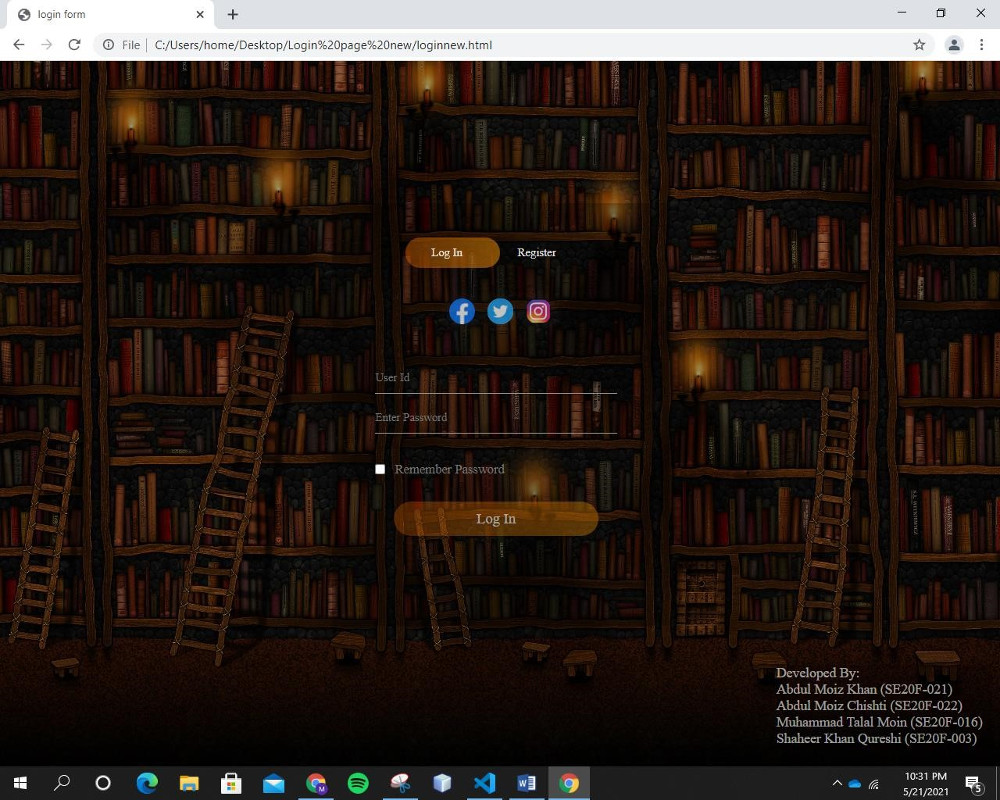 login form
File
C:/Users/home/Desktop/Login%20page%20new/loginnew.html
Log In
Register
User Id
Enter Password
Remember Password
Log In
Developed By:
Abdul Moiz Khan (SE20F-021)
Abdul Moiz Chishti (SE20F-022)
Muhammad Talal Moin (SE20F-016)
Shaheer Khan Qureshi (SE20F-003)
M
10:31 PM
5/21/2021
5